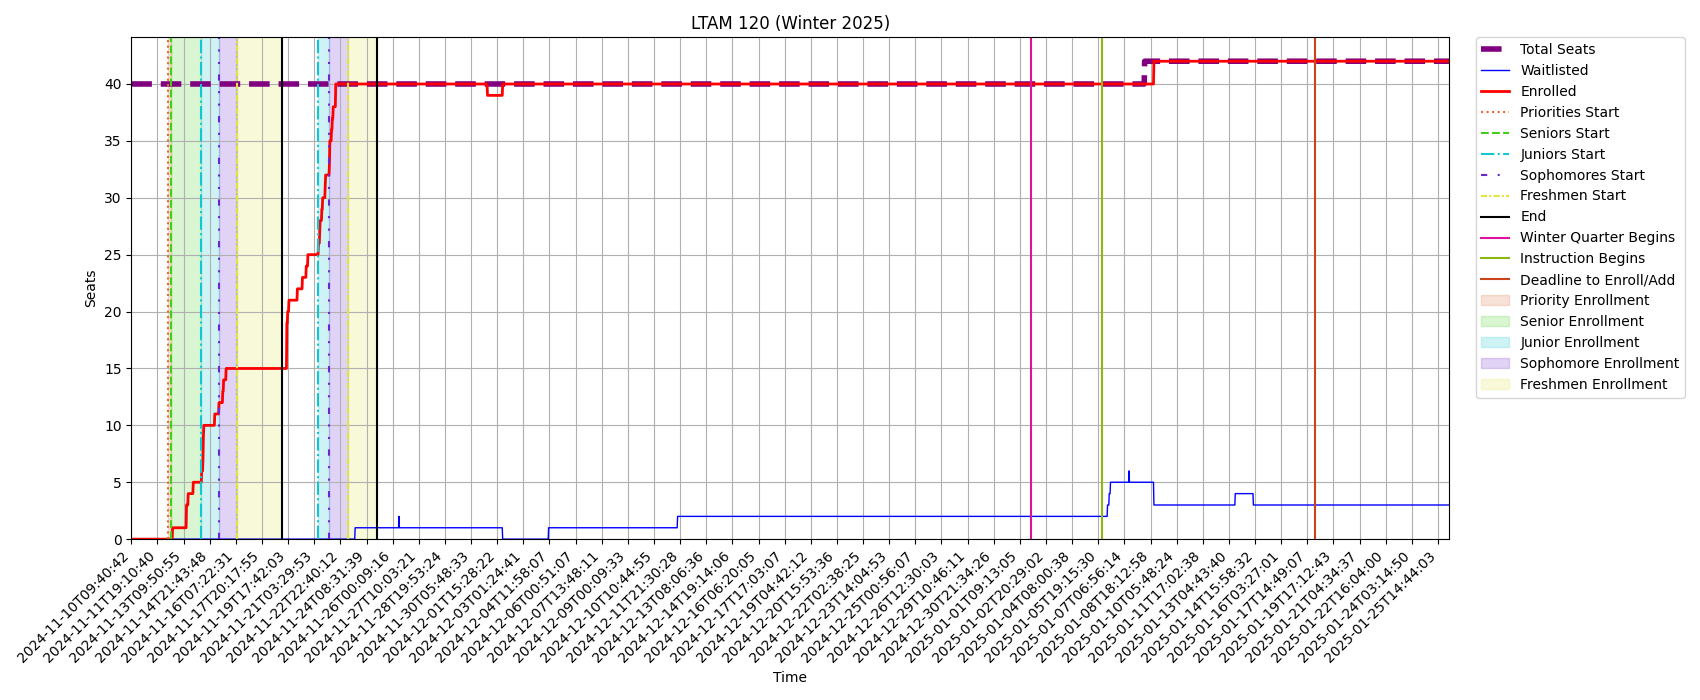 LTAM 120 (Winter 2025)
Seats
40
35
30
25
20
15
10
5
0
2024-11-10T09:40:42
2024-11-11T19:10:40
2024-11-13T09:50:55
2024-11-14T21:43:48
2024-11-16T07:22:31
2024-11-17T20:17:55
2024-11-19T17:42:03
2024-11-21T03:29:53
2024-11-22T22:40:12
2024-11-24T08:31:39
2024-11-26T00:09:16
2024-11-27T11:03:21
2024-11-28T19:53:24
2024-11-30T05:48:33
2024-12-01T15:28:22
2024-12-03T01:24:41
2024-12-04T11:58:07
2024-12-06T00:51:07
2024-12-07T13:48:11
2024-12-09T00:09:33
2024-12-10T10:44:55
2024-12-11T21:30:28
2024-12-13T08:06:36
2024-12-14T19:14:06
2024-12-16T06:20:05
2024-12-17T17:03:07
2024-12-19T04:42:12
2024-12-20T15:53:36
2024-12-22T02:38:25
2024-12-23T14:04:53
2024-12-25T00:56:07
2024-12-26T12:30:03
2024-12-29T10:46:11
2024-12-30T21:34:26
2025-01-01T09:13:05
2025-01-02T20:29:02
2025-01-04T08:00:38
2025-01-05T19:15:30
2025-01-07T06:56:14
2025-01-08T18:12:58
2025-01-10T05:48:24
2025-01-11T17:02:38
2025-01-13T04:43:40
2025-01-14T15:58:32
2025-01-16T03:27:01
2025-01-17T14:49:07
2025-01-19T17:12:43
2025-01-21T04:34:37
2025-01-22T16:04:00
2025-01-24T03:14:50
2025-01-25T14:44:03
Time
Total Seats
Waitlisted
Enrolled
Priorities Start
Seniors Start
Juniors Start
Sophomores Start
Freshmen Start
End
Winter Quarter Begins
Instruction Begins
Deadline to Enroll/Add
Priority Enrollment
Senior Enrollment
Junior Enrollment
Sophomore Enrollment
Freshmen Enrollment